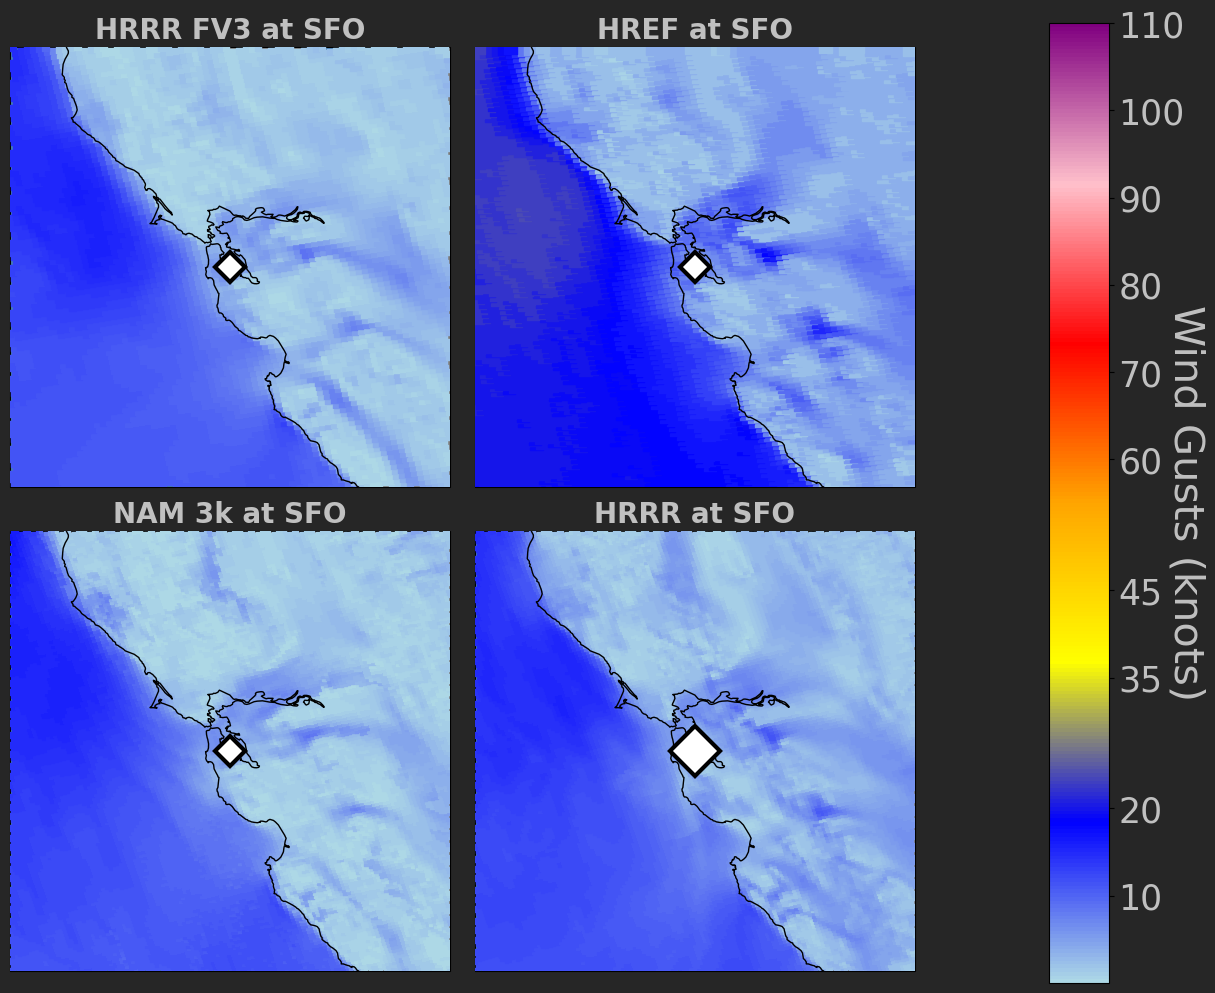 HRRR FV3 at SFO
HREF at SFO
NAM 3k at SFO
HRRR at SFO
110
100
90
80
70
60
45
35
20
10
Wind Gusts (knots)